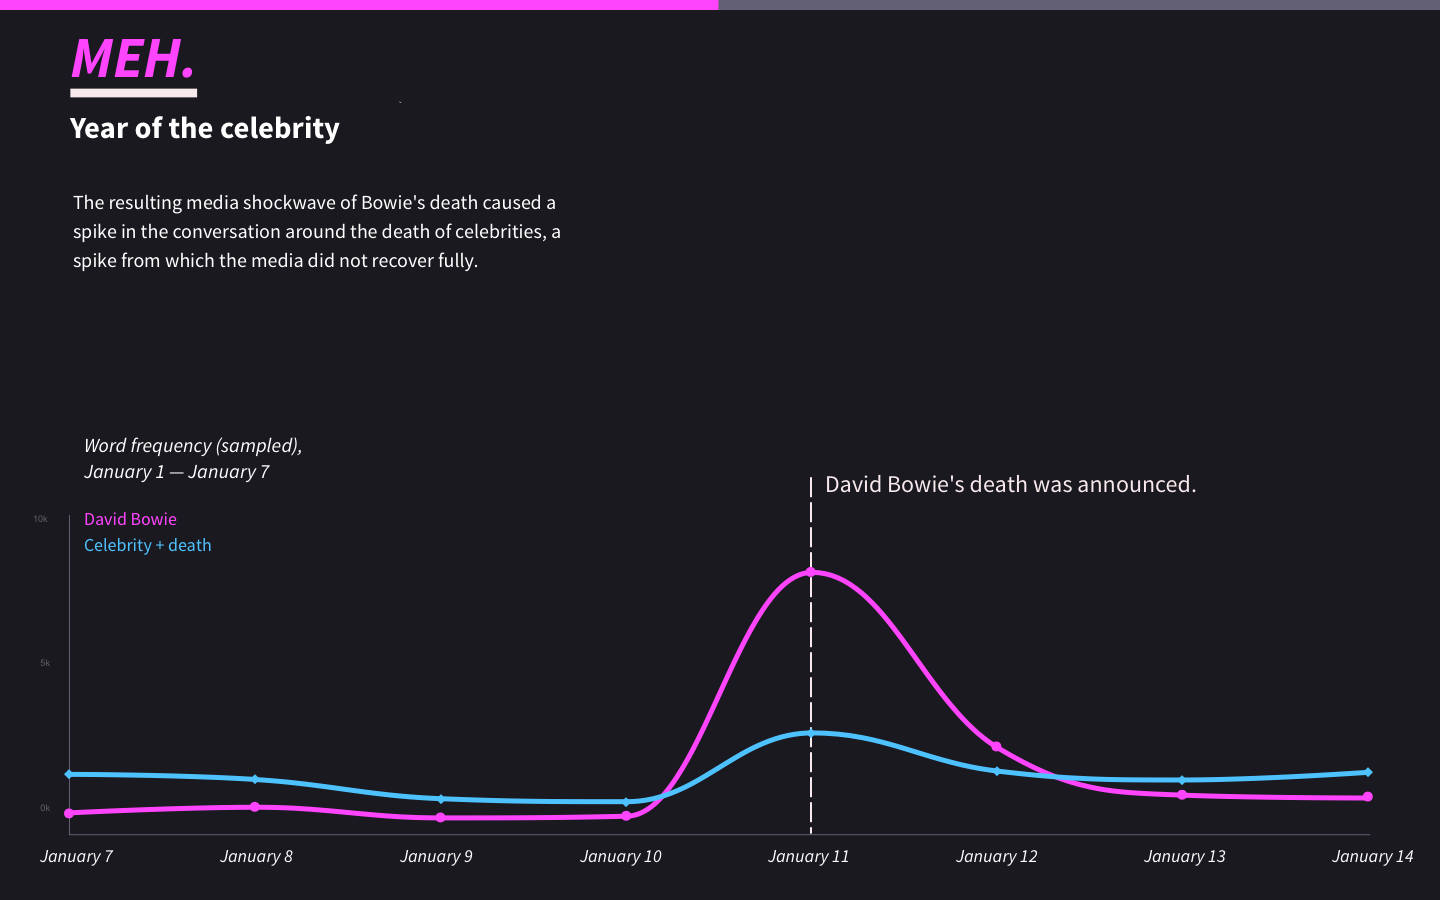 MEH.
Year of the celebrity
The resulting media shockwave of Bowie's death caused a
spike in the conversation around the death of celebrities, a
spike from which the media did not recover fully.
Word frequency (sampled),
January 1 — January 7
David Bowie's death was announced.
10k
David Bowie
Celebrity + death
5k
0k
January 7
January 8
January 9
January 10
January 11
January 12
January 13
January 14